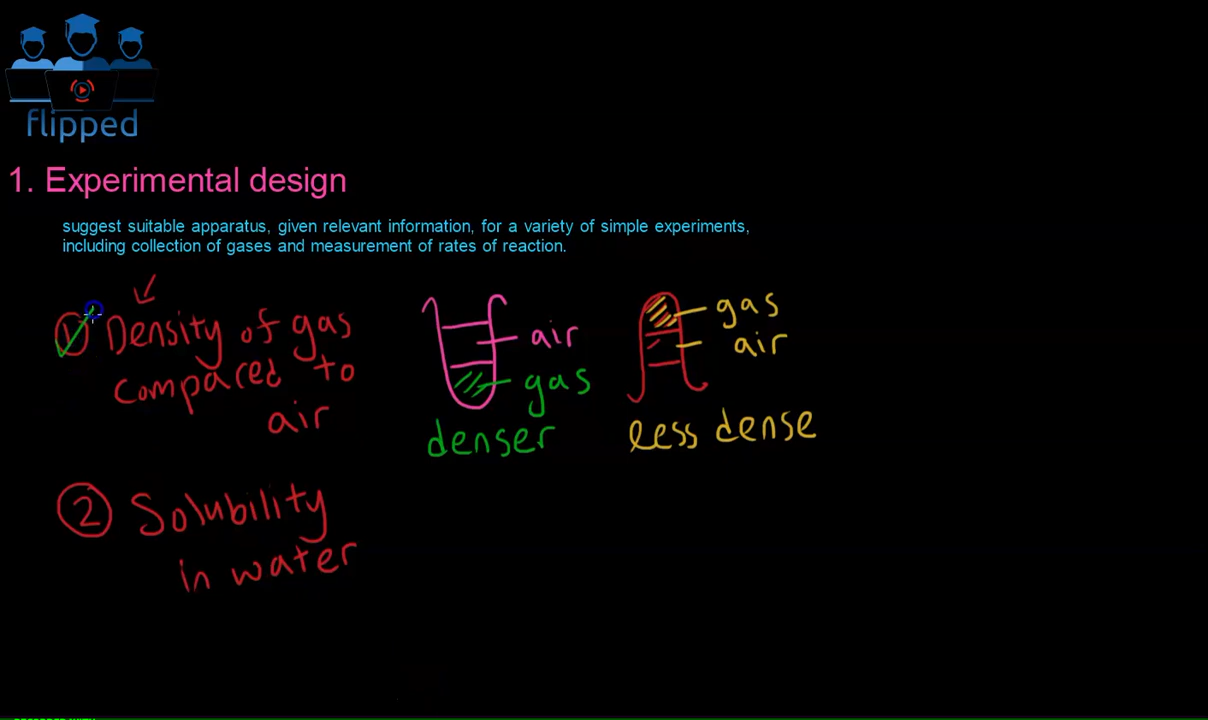 flipped
1. Experimental design
suggest suitable apparatus, given relevant information, for a variety of simple experiments,
including collection of gases and measurement of rates of reaction.
① Density of gas
compared to
air
air
gas
denser
gas
air
less dense
② Solubility
in water